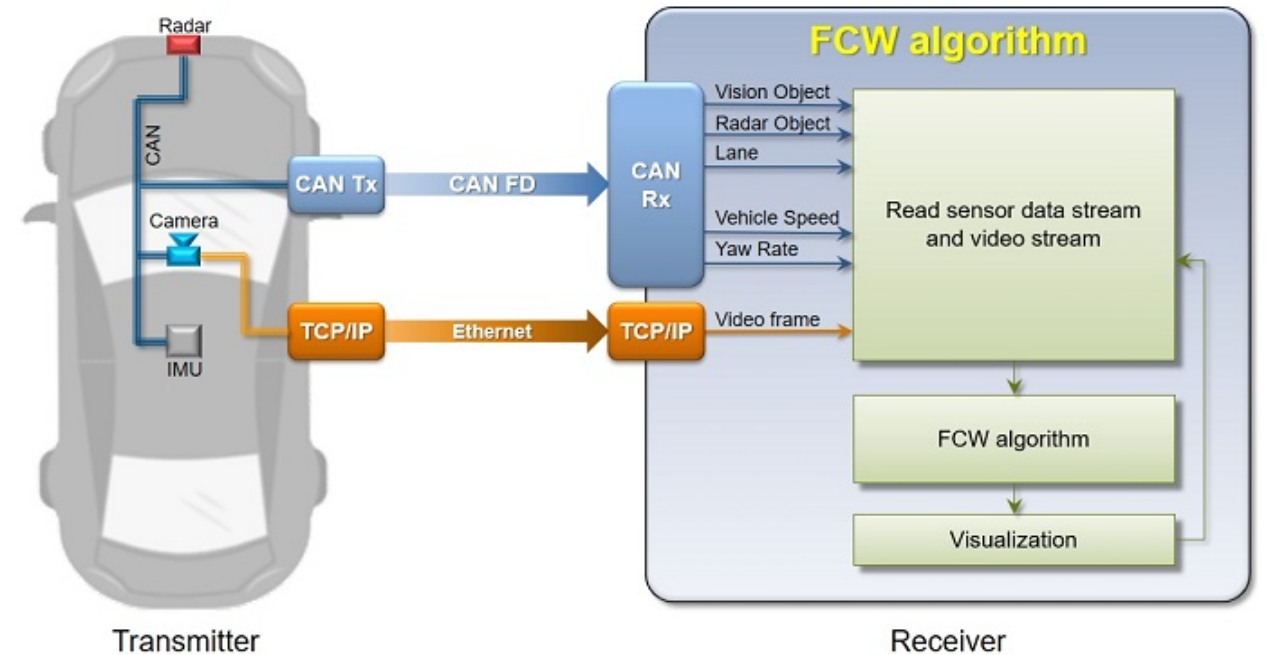 Radar
CAN
Camera
IMU
CAN Tx
CAN FD
TCP/IP
Ethernet
Transmitter
FCW algorithm
CAN
Rx
TCP/IP
Vision Object
Radar Object
Lane
Vehicle Speed
Yaw Rate
Video frame
Read sensor data stream
and video stream
FCW algorithm
Visualization
Receiver